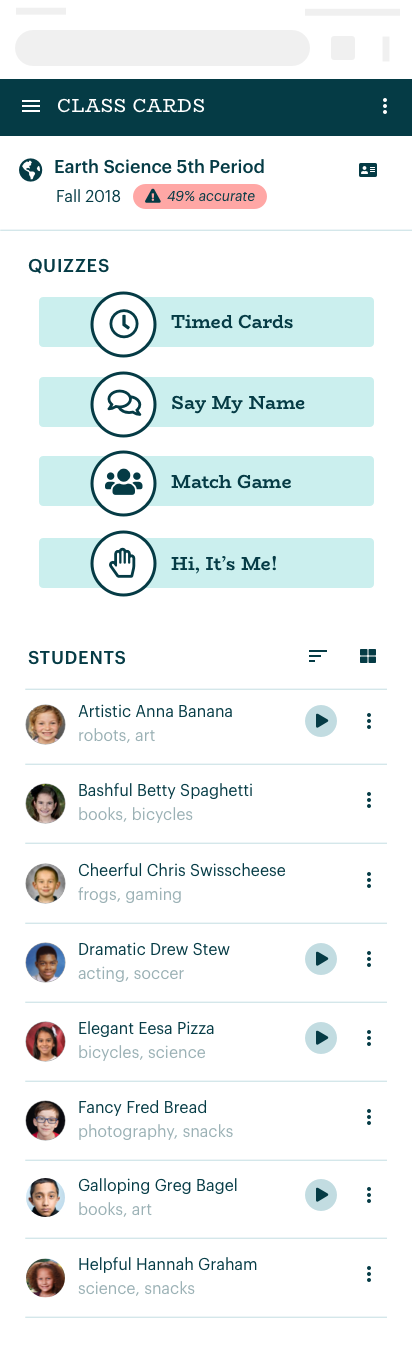 CLASS CARDS
Earth Science 5th Period
Fall 2018 49% accurate
QUIZZES
Timed Cards
Say My Name
Match Game
Hi, It’s Me!
STUDENTS
Artistic Anna Banana
robots, art
Bashful Betty Spaghetti
books, bicycles
Cheerful Chris Swisscheese
frogs, gaming
Dramatic Drew Stew
acting, soccer
Elegant Eesa Pizza
bicycles, science
Fancy Fred Bread
photography, snacks
Galloping Greg Bagel
books, art
Helpful Hannah Graham
science, snacks